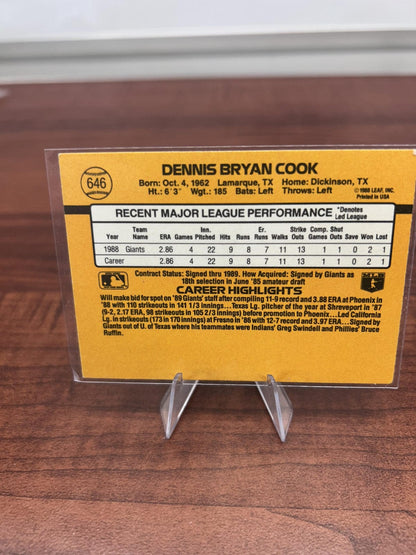 646
DENNIS BRYAN COOK
Born: Oct. 4, 1962 Lamarque, TX Home: Dickinson, TX
Ht.: 6'3" Wgt.: 185 Bats: Left Throws: Left
© 1988 LEAF, INC.
Printed in USA
RECENT MAJOR LEAGUE PERFORMANCE *Denotes Led League
Year Team Name ERA Games Inn. Pitched Hits Runs Er. Runs Walks Strike Outs Comp. Games Shut Outs Save Won Lost
1988 Giants 2.86 4 22 9 8 7 11 13 1 1 0 2 1
Career 2.86 4 22 9 8 7 11 13 1 1 0 2 1
Contract Status: Signed thru 1989. How Acquired: Signed by Giants as
18th selection in June '85 amateur draft
CAREER HIGHLIGHTS
Will make bid for spot on '89 Giants' staff after compiling 11-9 record and 3.88 ERA at Phoenix in
'88 with 110 strikeouts in 141 1/3 innings...Texas Lg. pitcher of the year at Shreveport in '87
(9-2, 2.17 ERA, 98 strikeouts in 105 2/3 innings) before promotion to Phoenix...Led California
Lg. in strikeouts (173 in 170 innings) at Fresno in '86 with 12-7 record and 3.97 ERA...Signed by
Giants out of U. of Texas where his teammates were Indians' Greg Swindell and Phillies' Bruce
Ruffin.